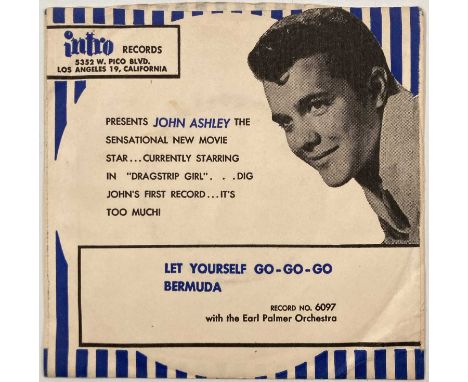 intro RECORDS
5352 W. PICO BLVD.
LOS ANGELES 19, CALIFORNIA
PRESENTS JOHN ASHLEY THE
SENSATIONAL NEW MOVIE
STAR...CURRENTLY STARRING
IN "DRAGSTRIP GIRL"...DIG
JOHN'S FIRST RECORD...IT'S
TOO MUCH!
LET YOURSELF GO-GO-GO
BERMUDA
RECORD NO. 6097
with the Earl Palmer Orchestra